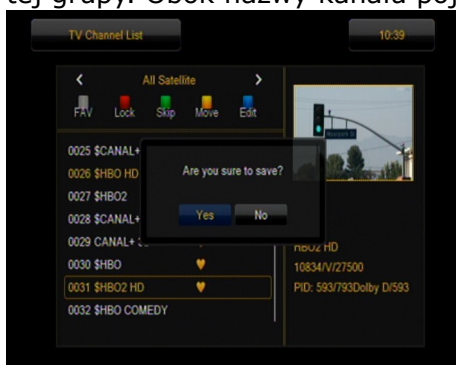 tej grupy. Obok nazwy kanału poj
TV Channel List
10:39
All Satellite
FAV Lock Skip Move Edit
0025 $CANAL+
0026 $HBO HD
0027 $HBO2
0028 $CANAL+
0029 CANAL+
0030 $HBO
0031 $HBO2 HD
0032 $HBO COMEDY
Are you sure to save?
Yes No
HBO2 HD
10834/V/27500
PID: 593/793Dolby D/593